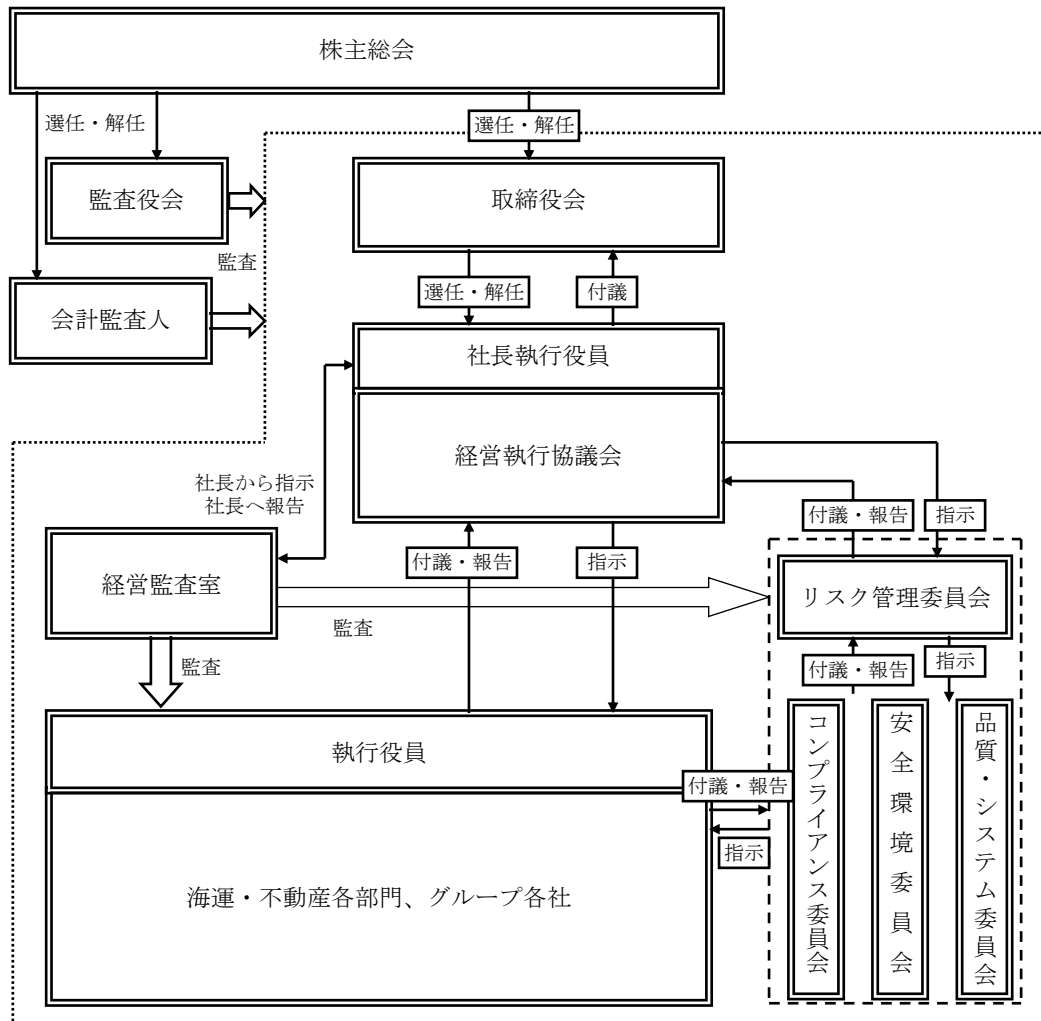 株主総会
選任・解任
選任・解任
監査役会
取締役会
監査
選任・解任
付議
会計監査人
社長執行役員
経営執行協議会
社長から指示
社長へ報告
付議・報告
指示
付議・報告
指示
経営監査室
リスク管理委員会
監査
監査
付議・報告
指示
執行役員
付議・報告
指示
海運・不動産各部門、グループ各社
コンプライアンス委員会
安全環境委員会
品質・システム委員会